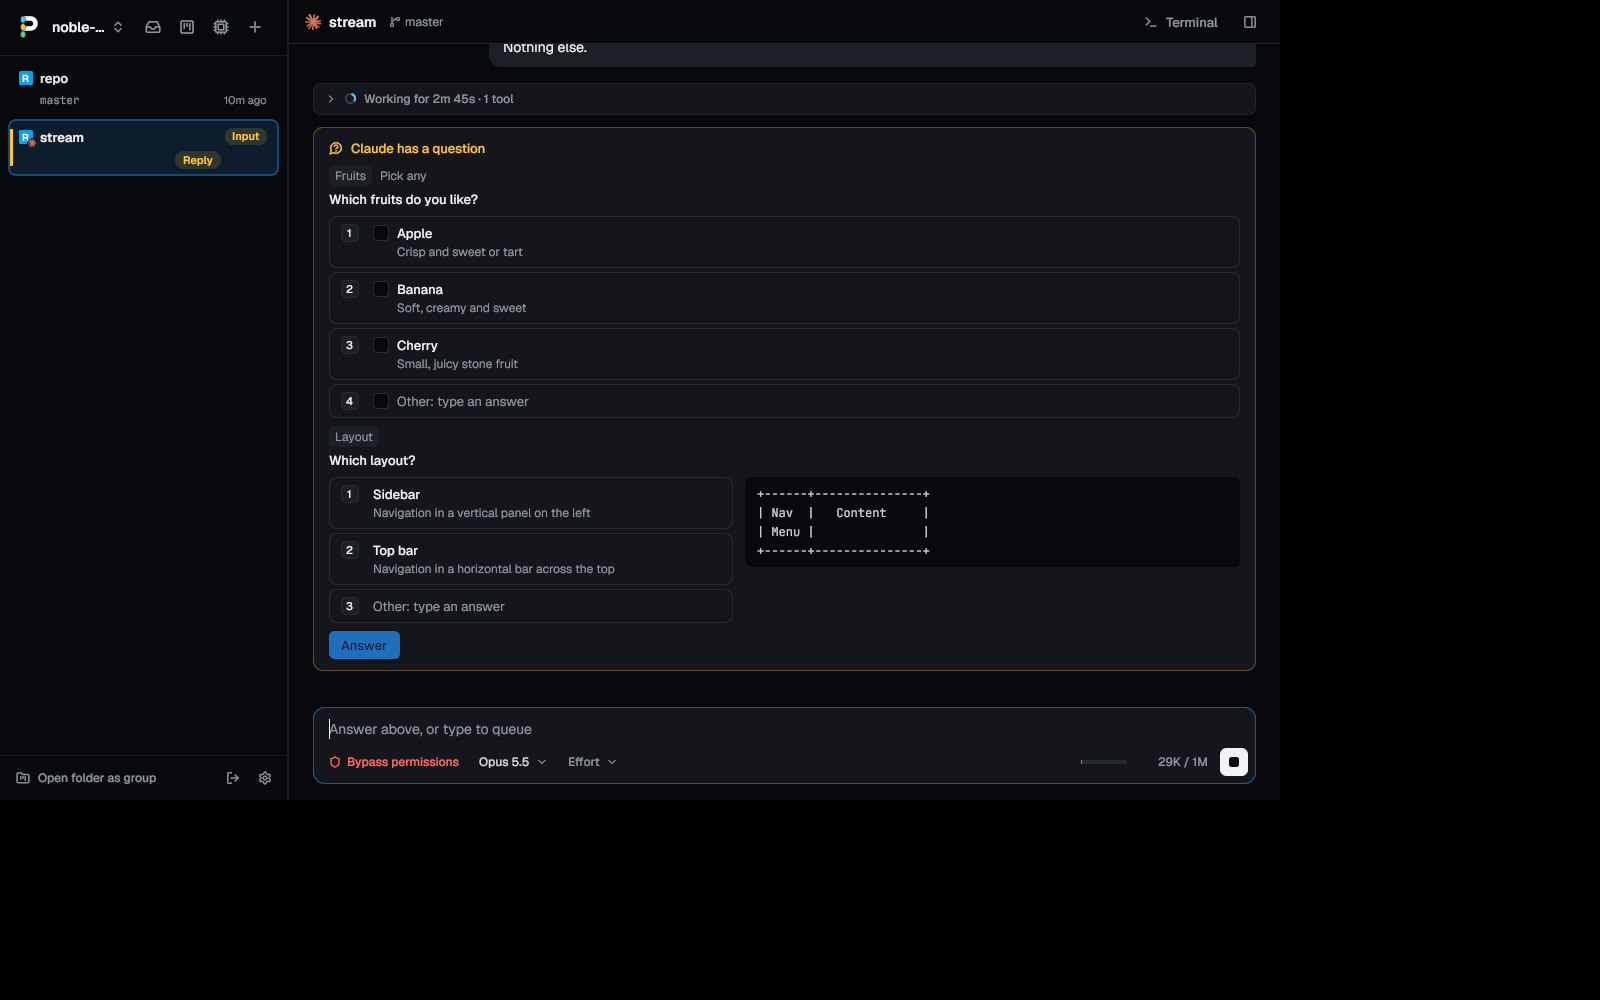 noble-...
repo
master
10m ago
stream
Input
Reply
Open folder as group
stream
master
Terminal
Nothing else.
Working for 2m 45s · 1 tool
Claude has a question
Fruits Pick any
Which fruits do you like?
1 Apple
Crisp and sweet or tart
2 Banana
Soft, creamy and sweet
3 Cherry
Small, juicy stone fruit
4 Other: type an answer
Layout
Which layout?
1 Sidebar
Navigation in a vertical panel on the left
2 Top bar
Navigation in a horizontal bar across the top
3 Other: type an answer
+------+---------------+
| Nav  |   Content     |
| Menu |               |
+------+---------------+
Answer
Answer above, or type to queue
Bypass permissions Opus 5.5 Effort 29K / 1M